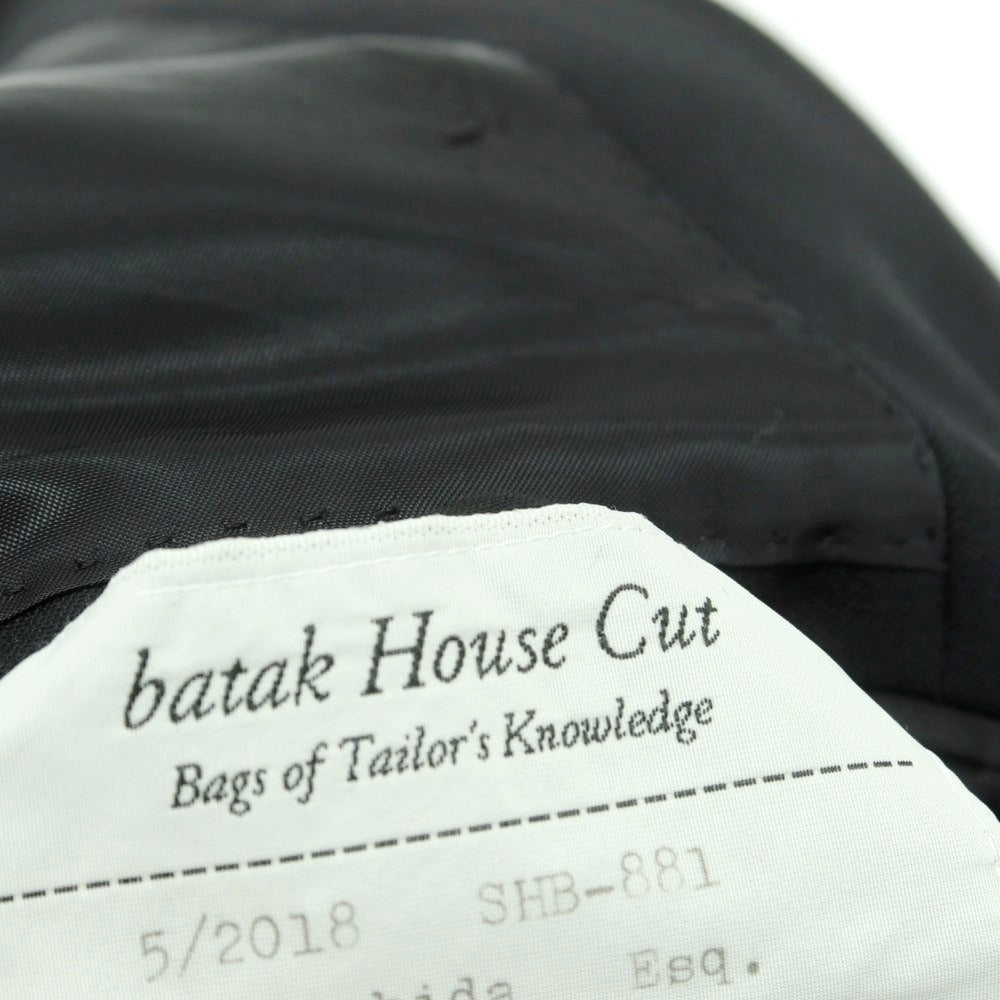 batak House Cut
Bags of Tailor's Knowledge
5/2018 SHB-881
Esq.